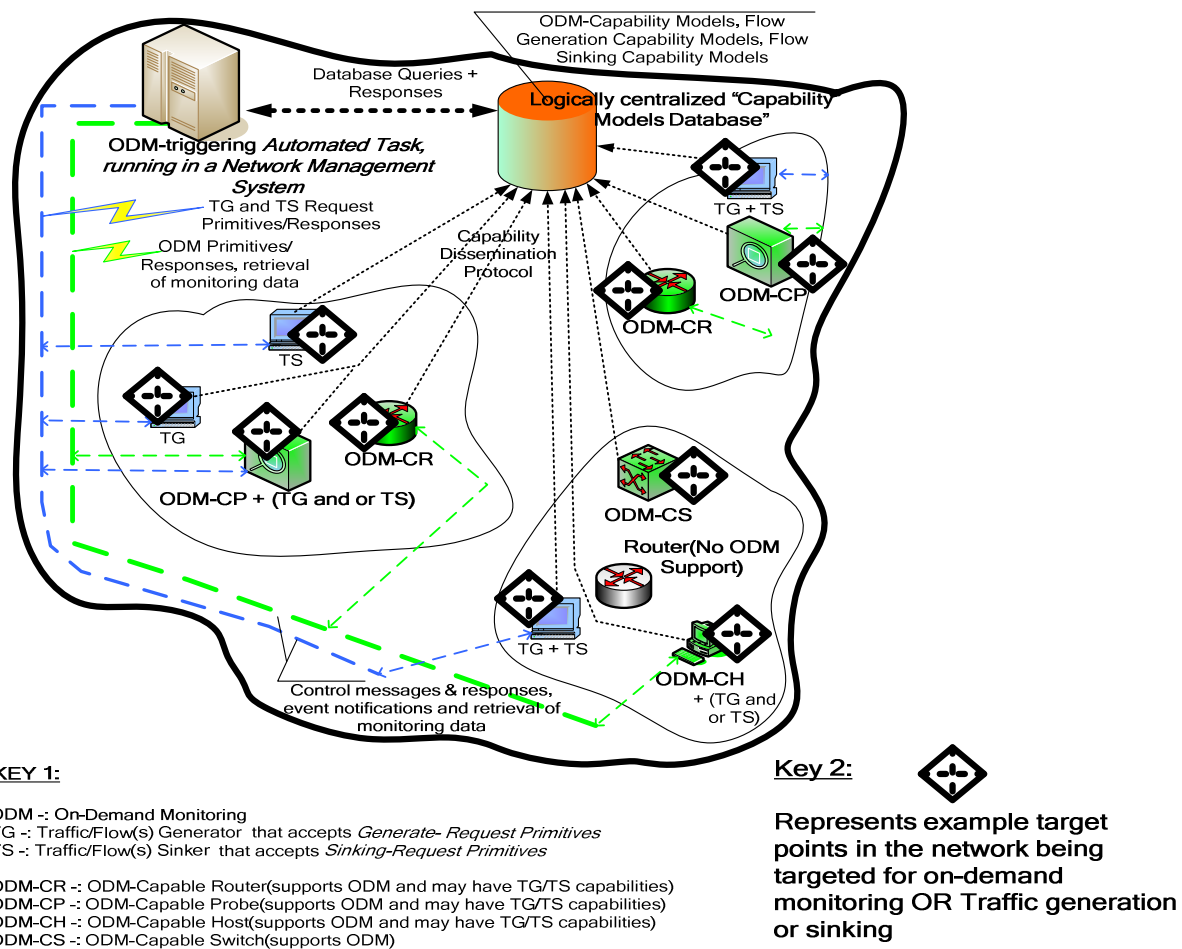 ODM-Capability Models, Flow
Generation Capability Models, Flow
Sinking Capability Models
Database Queries +
Responses
Logically centralized “Capability
Models Database”
ODM-triggering Automated Task,
running in a Network Management
System
TG and TS Request
Primitives/Responses
ODM Primitives/
Responses, retrieval
of monitoring data
Capability
Dissemination
Protocol
TG + TS
ODM-CP
ODM-CR
TS
TG
ODM-CR
ODM-CP + (TG and or TS)
ODM-CS
Router(No ODM
Support)
TG + TS
ODM-CH
+ (TG and
or TS)
Control messages & responses,
event notifications and retrieval of
monitoring data
KEY 1:
ODM -: On-Demand Monitoring
TG -: Traffic/Flow(s) Generator that accepts Generate- Request Primitives
TS -: Traffic/Flow(s) Sinker that accepts Sinking-Request Primitives
ODM-CR -: ODM-Capable Router(supports ODM and may have TG/TS capabilities)
ODM-CP -: ODM-Capable Probe(supports ODM and may have TG/TS capabilities)
ODM-CH -: ODM-Capable Host(supports ODM and may have TG/TS capabilities)
ODM-CS -: ODM-Capable Switch(supports ODM)
Key 2:
Represents example target
points in the network being
targeted for on-demand
monitoring OR Traffic generation
or sinking